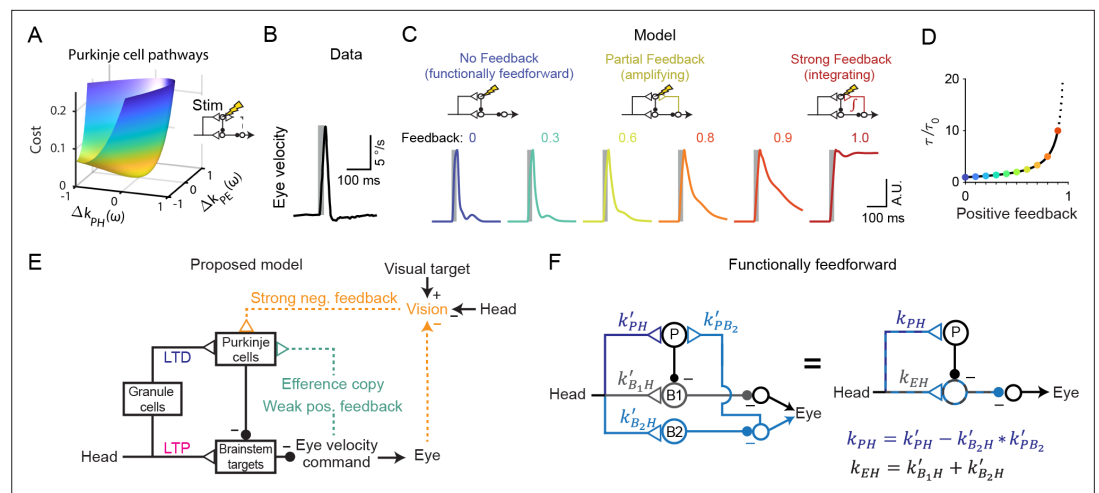 A
Purkinje cell pathways
Stim
Cost
0.2
0.1
0
-1
0
1
-1
0
1
Δk_PH(ω)
Δk_PE(ω)
B
Data
Eye velocity
5 °/s
100 ms
C
Model
No Feedback
(functionally feedforward)
Partial Feedback
(amplifying)
Strong Feedback
(integrating)
∫
Feedback: 0 0.3 0.6 0.8 0.9 1.0
A.U.
100 ms
D
τ/τ₀
20
10
0
0 1
Positive feedback
E
Proposed model
Visual target
+
Strong neg. feedback
Vision
− Head
−
LTD
Purkinje
cells
Granule
cells
Efference copy
Weak pos. feedback
−
Head
LTP
Brainstem
targets
−
Eye velocity
command
Eye
F
Functionally feedforward
k′_PH
P
k′_PB₂
−
Head
k′_B₁H
B1
−
Eye
k′_B₂H
B2
−
=
k_PH
P
−
Head
k_EH
−
Eye
k_PH = k′_PH − k′_B₂H * k′_PB₂
k_EH = k′_B₁H + k′_B₂H